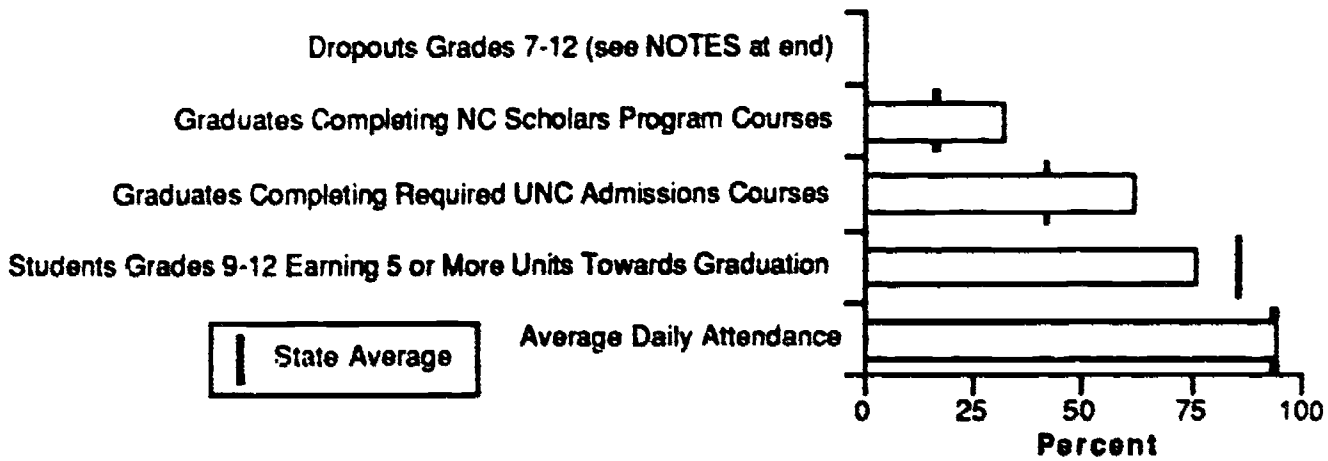 Dropouts Grades 7-12 (see NOTES at end)
Graduates Completing NC Scholars Program Courses
Graduates Completing Required UNC Admissions Courses
Students Grades 9-12 Earning 5 or More Units Towards Graduation
Average Daily Attendance
State Average
0 25 50 75 100
Percent